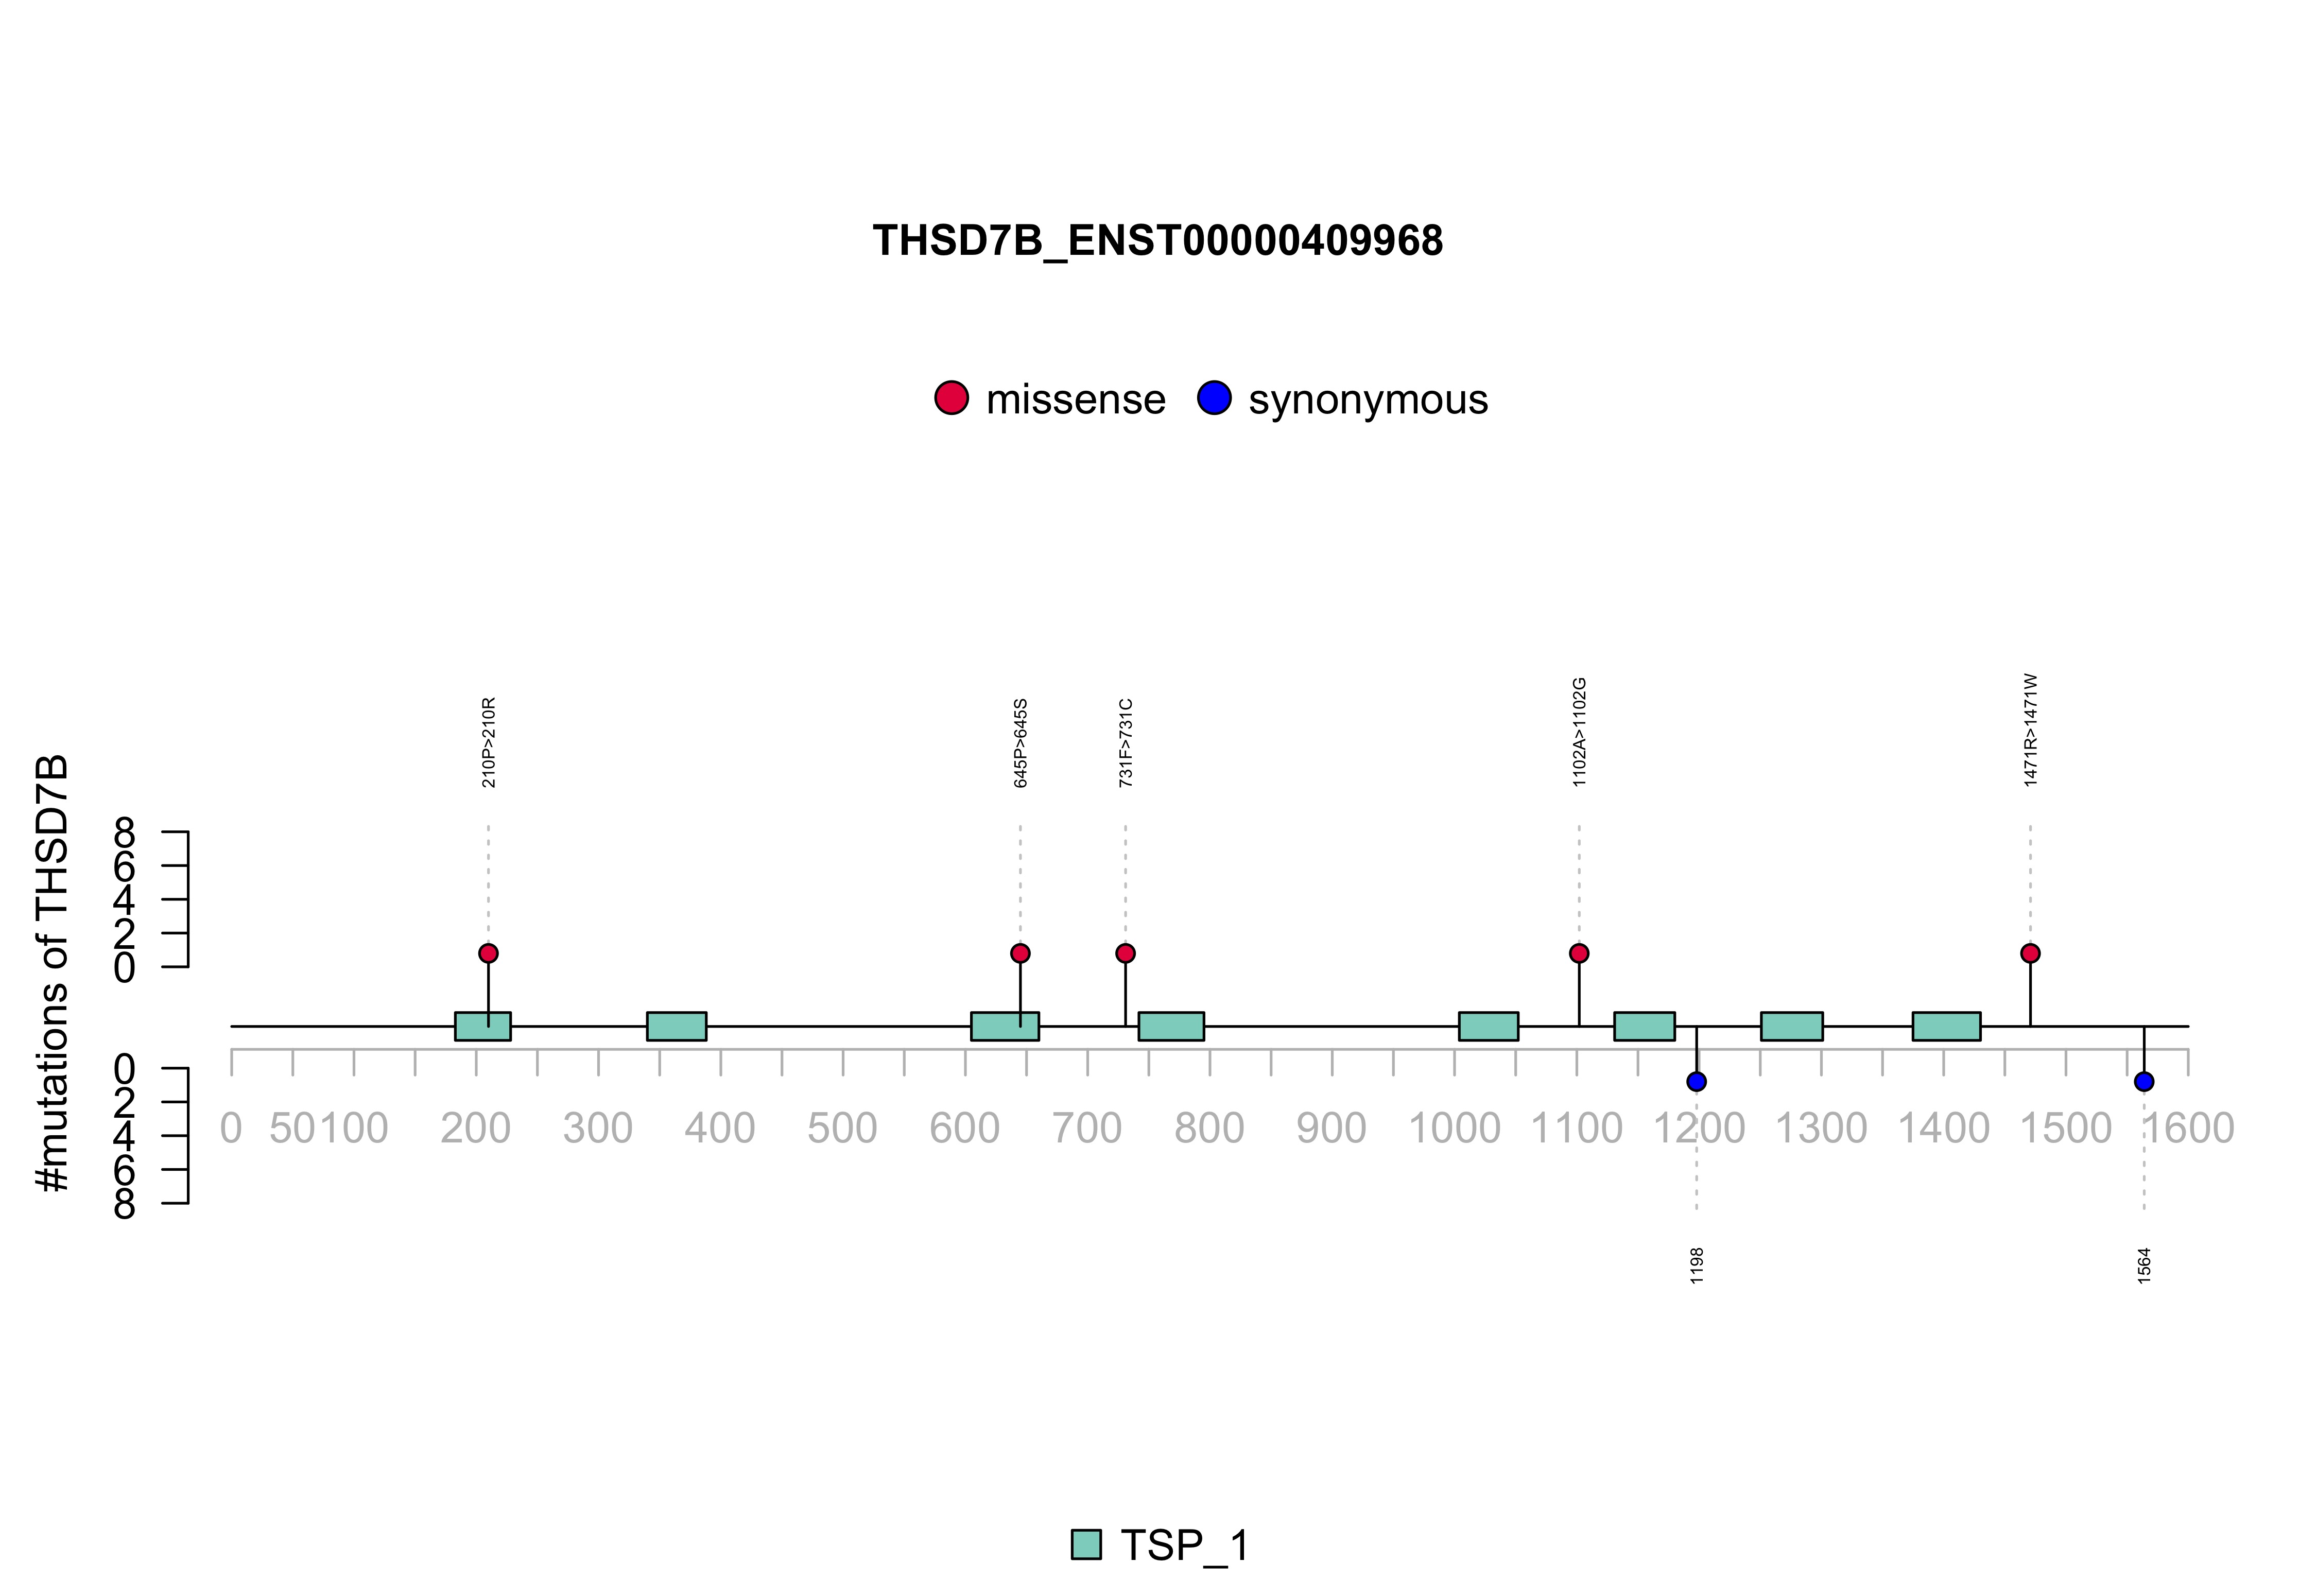 THSD7B_ENST00000409968
missense synonymous
210P>210R
645P>645S
731F>731C
1102A>1102G
1471R>1471W
#mutations of THSD7B
8
6
4
2
0
0
2
4
6
8
0 50 100 200 300 400 500 600 700 800 900 1000 1100 1200 1300 1400 1500 1600
1198
1564
TSP_1